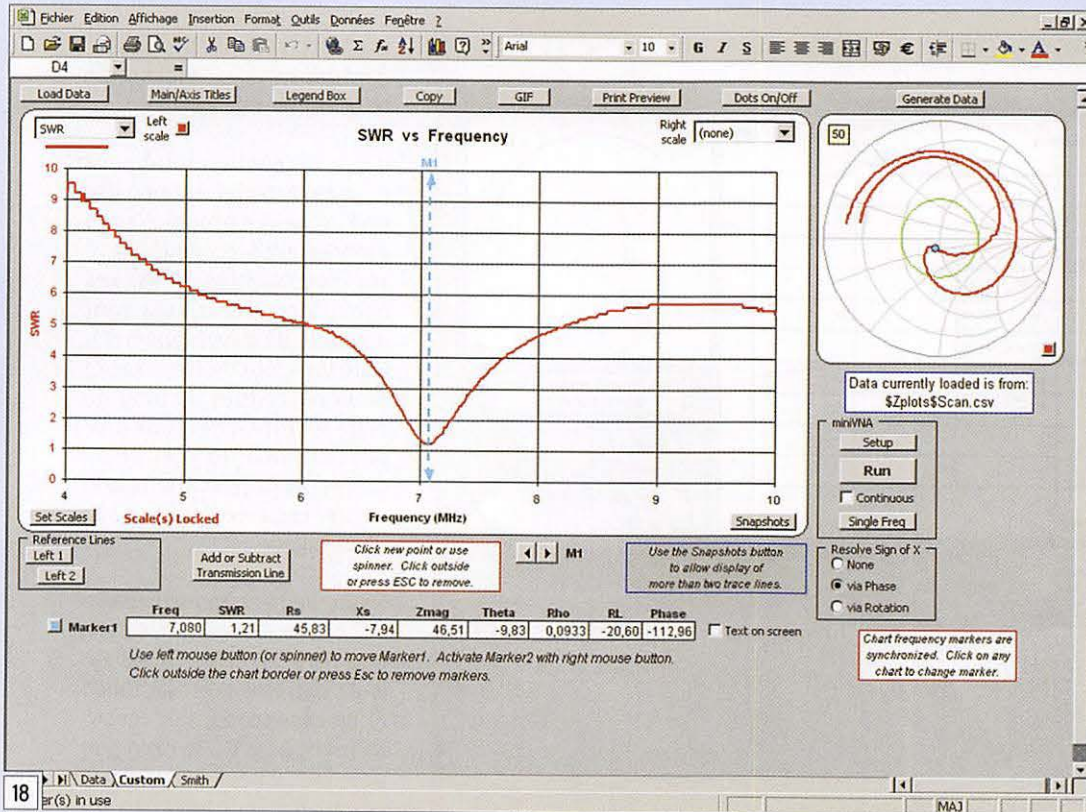 Fichier Edition Affichage Insertion Format Outils Données Fenêtre ?
Arial 10 G I S
D4 =
Load Data Main/Axis Titles Legend Box Copy GIF Print Preview Dots On/Off Generate Data
SWR Left scale SWR vs Frequency Right scale (none)
50
M1
10
9
8
7
6
5
4
3
2
1
0
SWR
4 5 6 7 8 9 10
Set Scales Scale(s) Locked Frequency (MHz) Snapshots
Data currently loaded is from:
$Zplots$Scan.csv
miniVNA
Setup
Run
Continuous
Single Freq
Reference Lines
Left 1
Left 2
Add or Subtract
Transmission Line
Click new point or use
spinner. Click outside
or press ESC to remove.
M1
Use the Snapshots button
to allow display of
more than two trace lines.
Resolve Sign of X
None
via Phase
via Rotation
Freq SWR Rs Xs Zmag Theta Rho RL Phase
Marker1 7,080 1,21 45,83 -7,94 46,51 -9,83 0,0933 -20,60 -112,96 Text on screen
Use left mouse button (or spinner) to move Marker1. Activate Marker2 with right mouse button.
Click outside the chart border or press Esc to remove markers.
Chart frequency markers are
synchronized. Click on any
chart to change marker.
Data Custom Smith
18 er(s) in use
MAJ